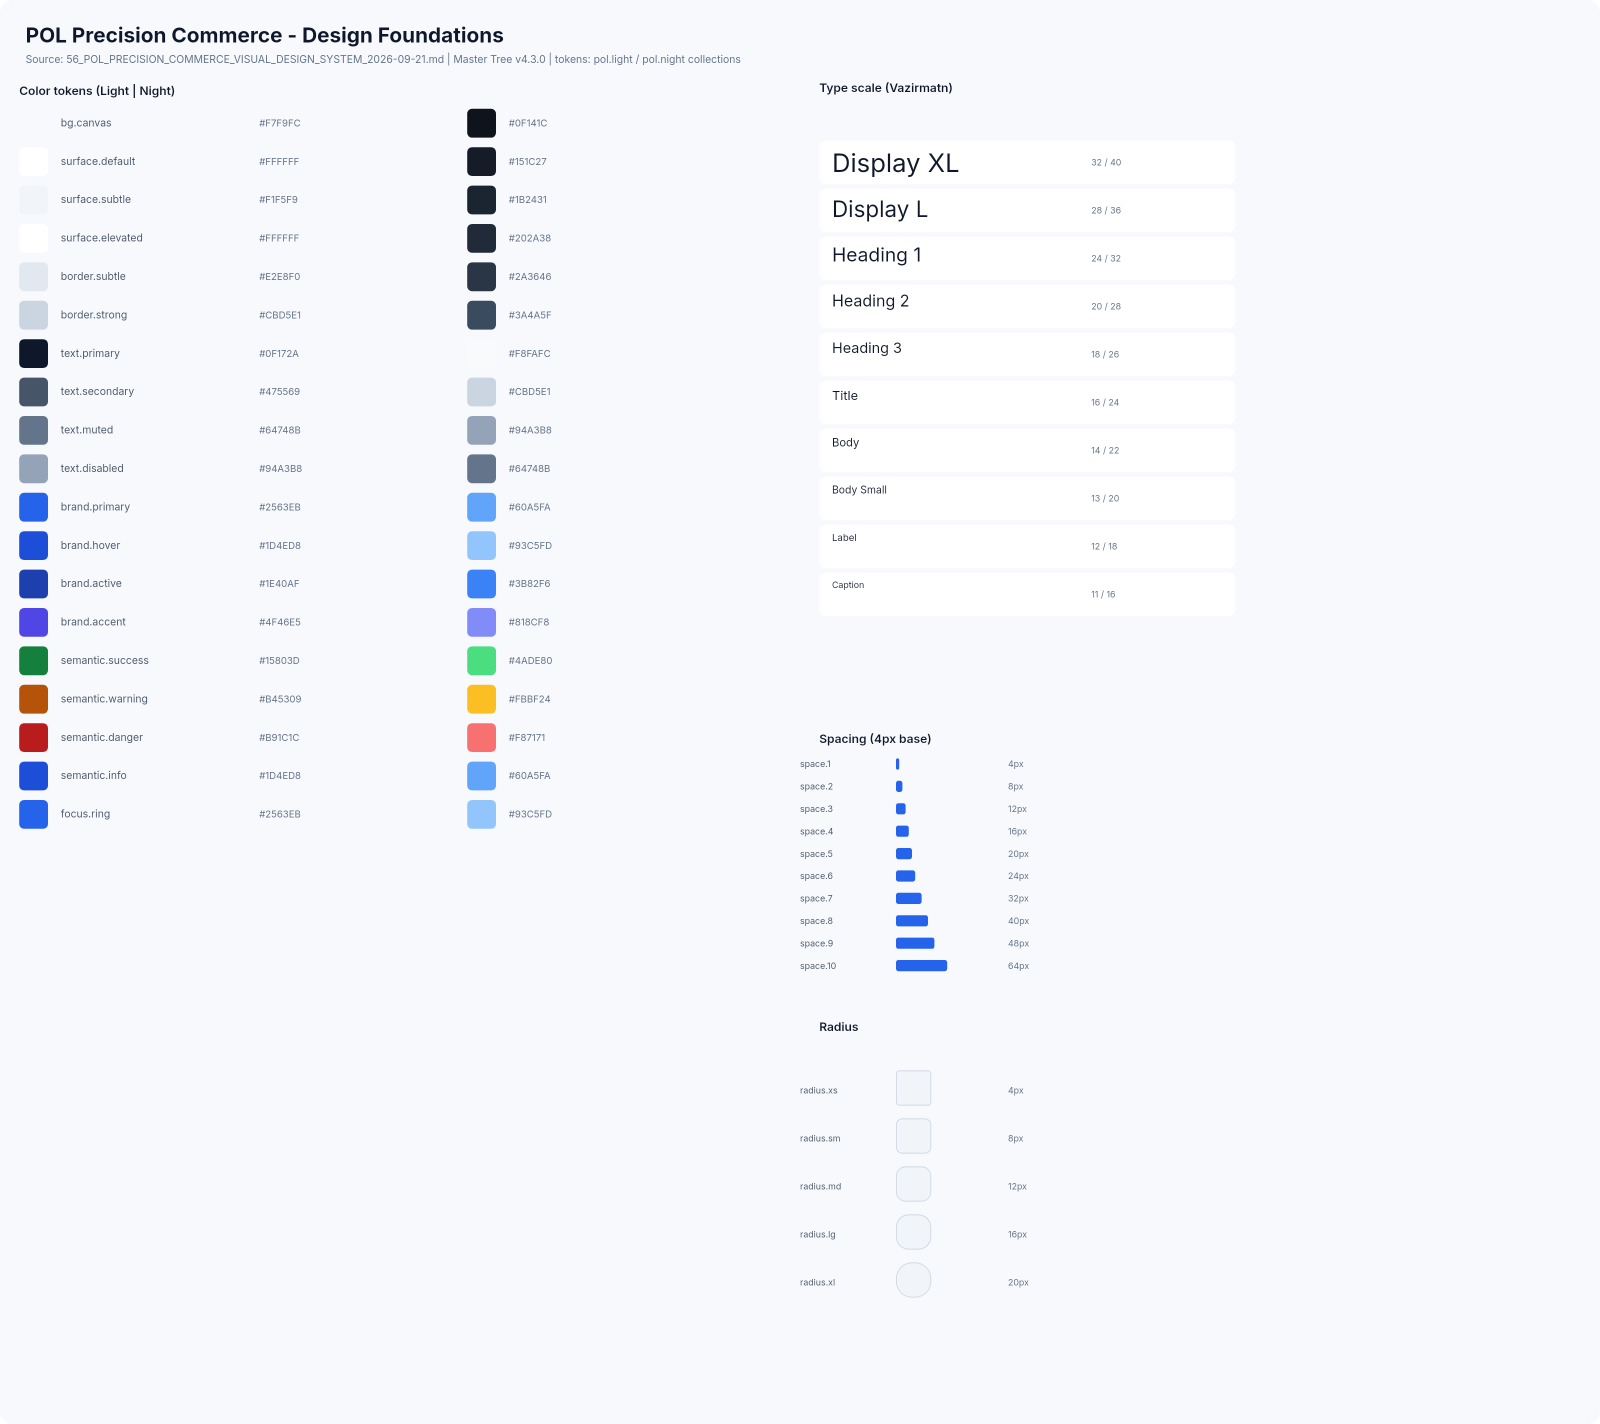 POL Precision Commerce - Design Foundations
Source: 56_POL_PRECISION_COMMERCE_VISUAL_DESIGN_SYSTEM_2026-09-21.md | Master Tree v4.3.0 | tokens: pol.light / pol.night collections
Color tokens (Light | Night)
bg.canvas #F7F9FC #0F141C
surface.default #FFFFFF #151C27
surface.subtle #F1F5F9 #1B2431
surface.elevated #FFFFFF #202A38
border.subtle #E2E8F0 #2A3646
border.strong #CBD5E1 #3A4A5F
text.primary #0F172A #F8FAFC
text.secondary #475569 #CBD5E1
text.muted #64748B #94A3B8
text.disabled #94A3B8 #64748B
brand.primary #2563EB #60A5FA
brand.hover #1D4ED8 #93C5FD
brand.active #1E40AF #3B82F6
brand.accent #4F46E5 #818CF8
semantic.success #15803D #4ADE80
semantic.warning #B45309 #FBBF24
semantic.danger #B91C1C #F87171
semantic.info #1D4ED8 #60A5FA
focus.ring #2563EB #93C5FD
Type scale (Vazirmatn)
Display XL 32 / 40
Display L 28 / 36
Heading 1 24 / 32
Heading 2 20 / 28
Heading 3 18 / 26
Title 16 / 24
Body 14 / 22
Body Small 13 / 20
Label 12 / 18
Caption 11 / 16
Spacing (4px base)
space.1 4px
space.2 8px
space.3 12px
space.4 16px
space.5 20px
space.6 24px
space.7 32px
space.8 40px
space.9 48px
space.10 64px
Radius
radius.xs 4px
radius.sm 8px
radius.md 12px
radius.lg 16px
radius.xl 20px